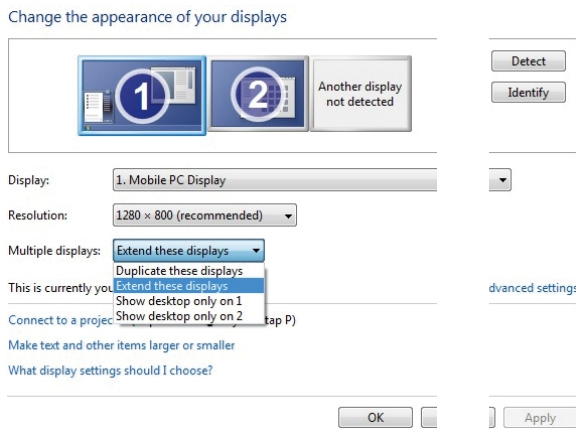 Change the appearance of your displays
1
2
Another display
not detected
Detect
Identify
Display: 1. Mobile PC Display
Resolution: 1280 × 800 (recommended)
Multiple displays: Extend these displays
Duplicate these displays
This is currently you Extend these displays dvanced settings
Show desktop only on 1
Connect to a projec tap P)
Show desktop only on 2
Make text and other items larger or smaller
What display settings should I choose?
OK
Apply